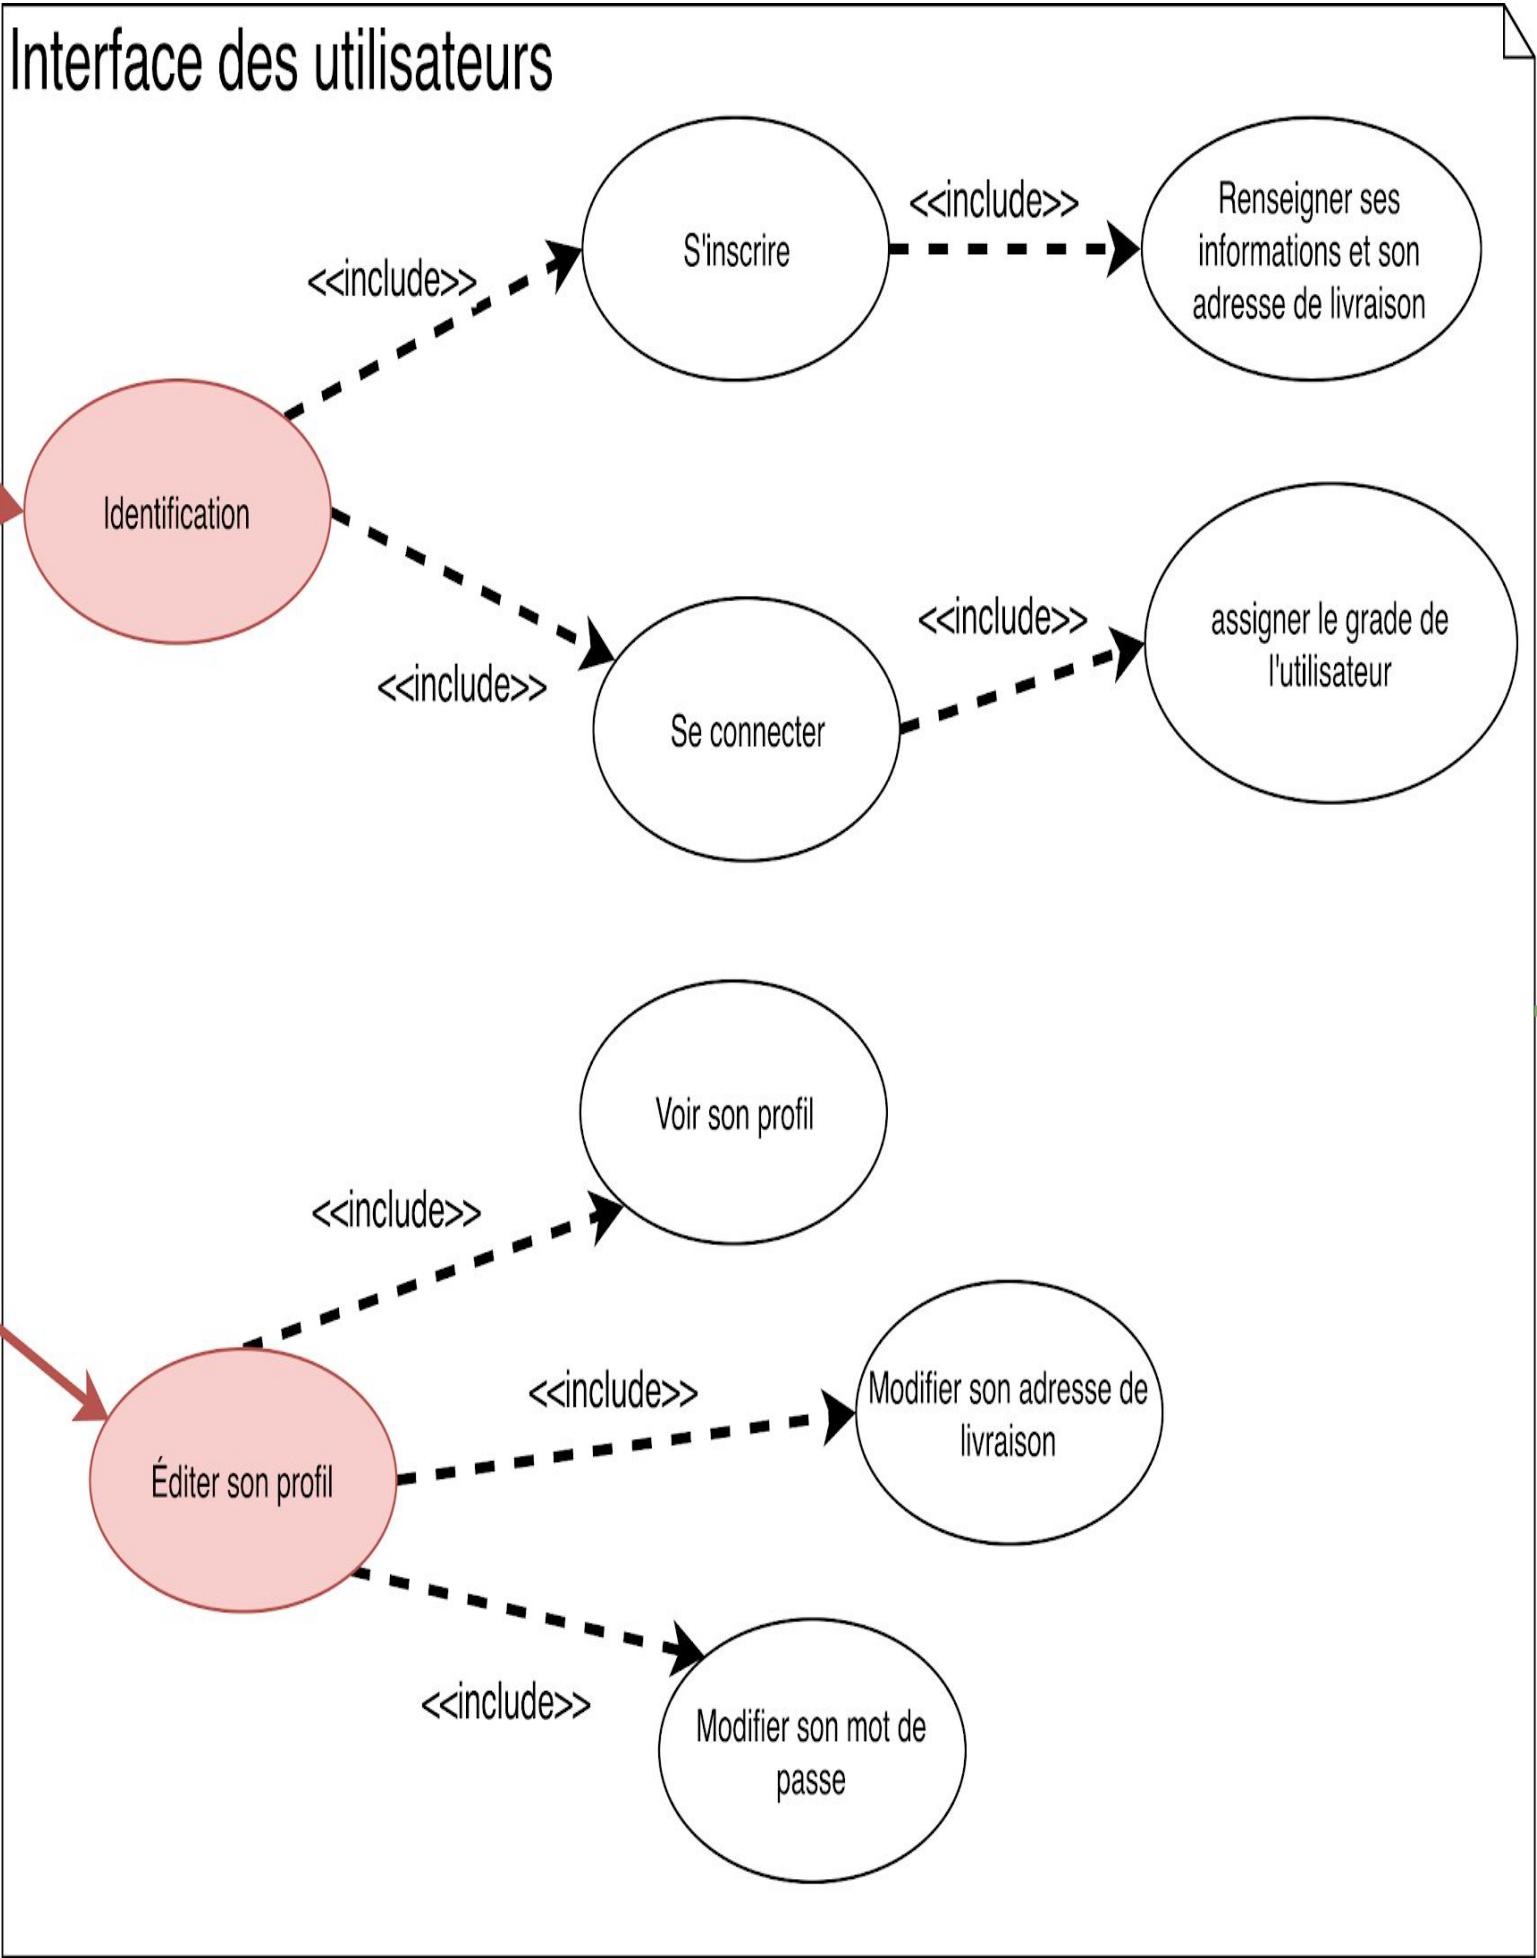 Interface des utilisateurs
<<include>>
S'inscrire
<<include>>
Renseigner ses
informations et son
adresse de livraison
Identification
<<include>>
Se connecter
<<include>>
assigner le grade de
l'utilisateur
Voir son profil
<<include>>
Éditer son profil
<<include>>
Modifier son adresse de
livraison
<<include>>
Modifier son mot de
passe